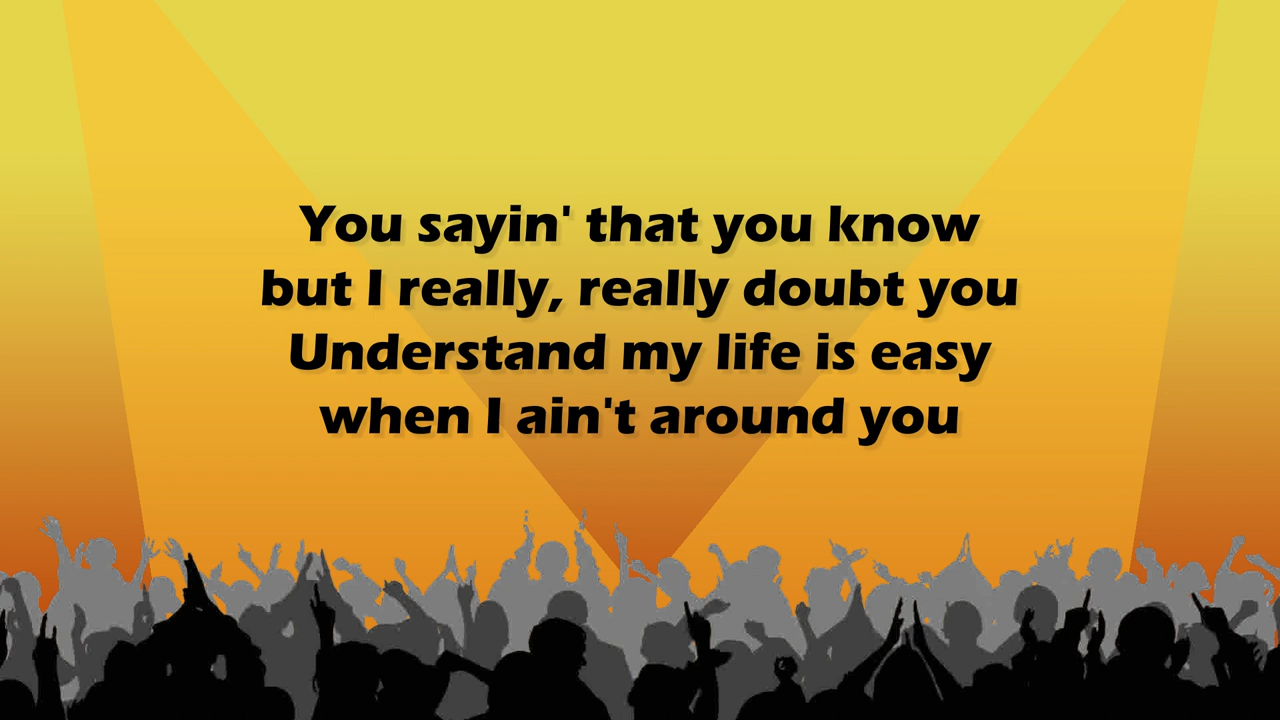 You sayin' that you know
but I really, really doubt you
Understand my life is easy
when I ain't around you